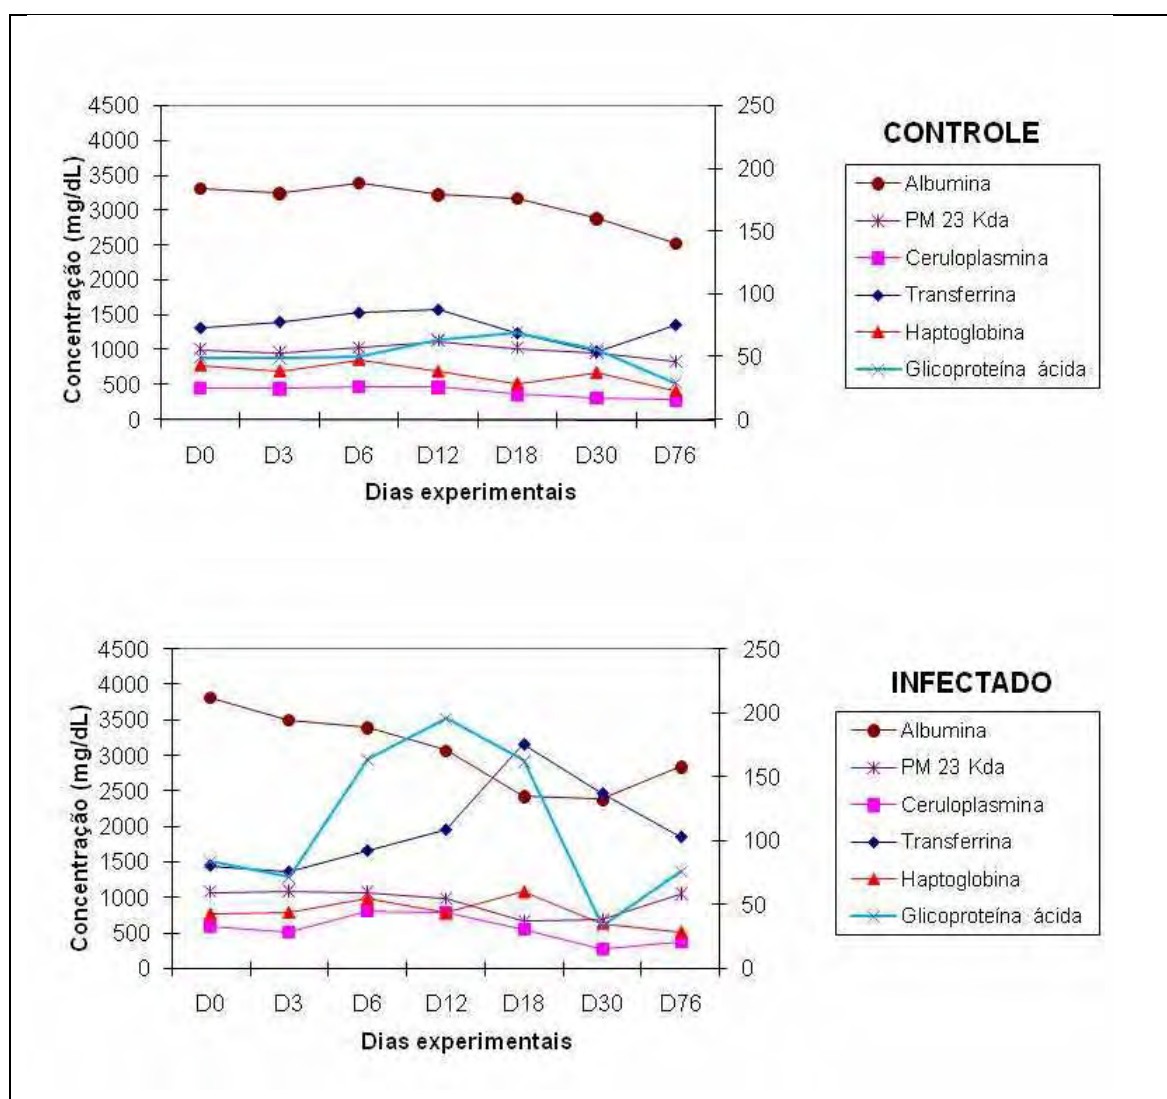 CONTROLE
4500
4000
3500
3000
2500
2000
1500
1000
500
0
Concentração (mg/dL)
250
200
150
100
50
0
D0 D3 D6 D12 D18 D30 D76
Dias experimentais
Albumina
PM 23 Kda
Ceruloplasmina
Transferrina
Haptoglobina
Glicoproteína ácida
INFECTADO
4500
4000
3500
3000
2500
2000
1500
1000
500
0
Concentração (mg/dL)
250
200
150
100
50
0
D0 D3 D6 D12 D18 D30 D76
Dias experimentais
Albumina
PM 23 Kda
Ceruloplasmina
Transferrina
Haptoglobina
Glicoproteína ácida